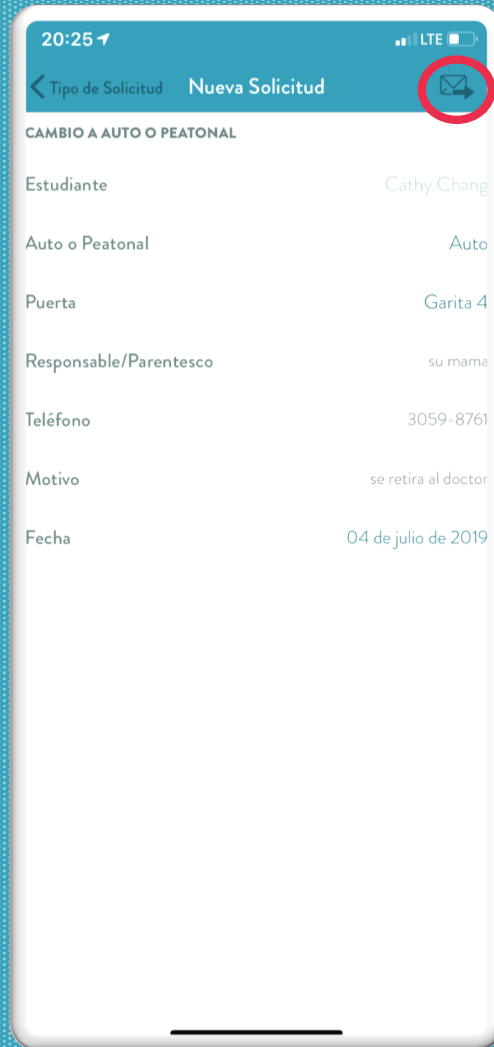 20:25 LTE
Tipo de Solicitud Nueva Solicitud
CAMBIO A AUTO O PEATONAL
Estudiante Cathy Chang
Auto o Peatonal Auto
Puerta Garita 4
Responsable/Parentesco su mama
Teléfono 3059-8761
Motivo se retira al doctor
Fecha 04 de julio de 2019